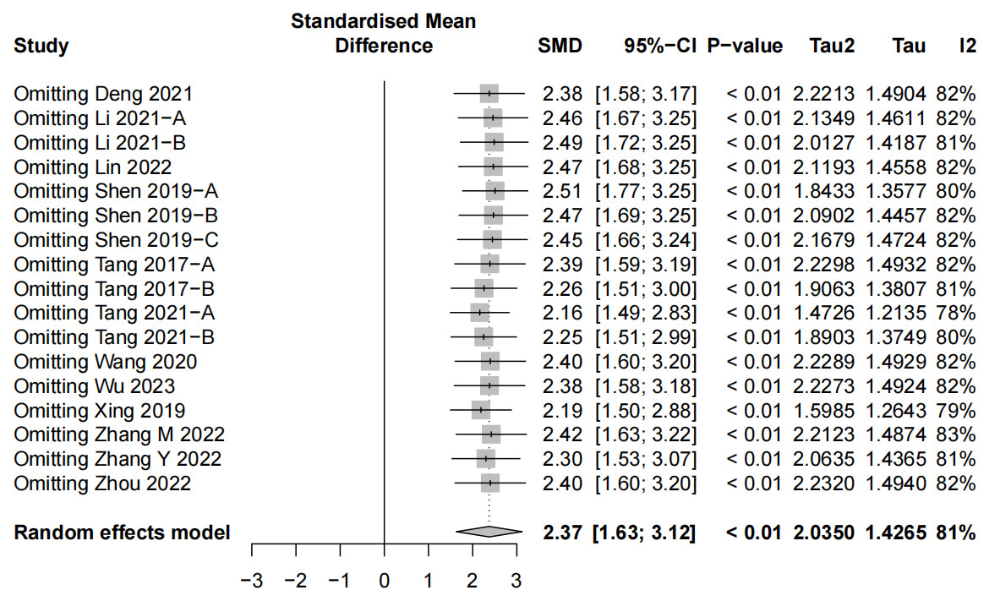 Standardised Mean
Study Difference SMD 95%−CI P−value Tau2 Tau I2
Omitting Deng 2021 2.38 [1.58; 3.17] < 0.01 2.2213 1.4904 82%
Omitting Li 2021−A 2.46 [1.67; 3.25] < 0.01 2.1349 1.4611 82%
Omitting Li 2021−B 2.49 [1.72; 3.25] < 0.01 2.0127 1.4187 81%
Omitting Lin 2022 2.47 [1.68; 3.25] < 0.01 2.1193 1.4558 82%
Omitting Shen 2019−A 2.51 [1.77; 3.25] < 0.01 1.8433 1.3577 80%
Omitting Shen 2019−B 2.47 [1.69; 3.25] < 0.01 2.0902 1.4457 82%
Omitting Shen 2019−C 2.45 [1.66; 3.24] < 0.01 2.1679 1.4724 82%
Omitting Tang 2017−A 2.39 [1.59; 3.19] < 0.01 2.2298 1.4932 82%
Omitting Tang 2017−B 2.26 [1.51; 3.00] < 0.01 1.9063 1.3807 81%
Omitting Tang 2021−A 2.16 [1.49; 2.83] < 0.01 1.4726 1.2135 78%
Omitting Tang 2021−B 2.25 [1.51; 2.99] < 0.01 1.8903 1.3749 80%
Omitting Wang 2020 2.40 [1.60; 3.20] < 0.01 2.2289 1.4929 82%
Omitting Wu 2023 2.38 [1.58; 3.18] < 0.01 2.2273 1.4924 82%
Omitting Xing 2019 2.19 [1.50; 2.88] < 0.01 1.5985 1.2643 79%
Omitting Zhang M 2022 2.42 [1.63; 3.22] < 0.01 2.2123 1.4874 83%
Omitting Zhang Y 2022 2.30 [1.53; 3.07] < 0.01 2.0635 1.4365 81%
Omitting Zhou 2022 2.40 [1.60; 3.20] < 0.01 2.2320 1.4940 82%
Random effects model 2.37 [1.63; 3.12] < 0.01 2.0350 1.4265 81%
−3 −2 −1 0 1 2 3